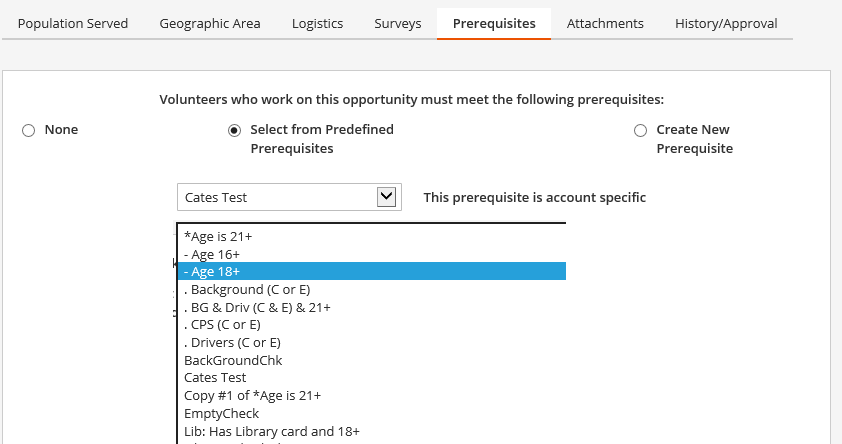 Population Served Geographic Area Logistics Surveys Prerequisites Attachments History/Approval
Volunteers who work on this opportunity must meet the following prerequisites:
None
Select from Predefined
Prerequisites
Create New
Prerequisite
Cates Test
This prerequisite is account specific
*Age is 21+
- Age 16+
- Age 18+
. Background (C or E)
. BG & Driv (C & E) & 21+
. CPS (C or E)
. Drivers (C or E)
BackGroundChk
Cates Test
Copy #1 of *Age is 21+
EmptyCheck
Lib: Has Library card and 18+